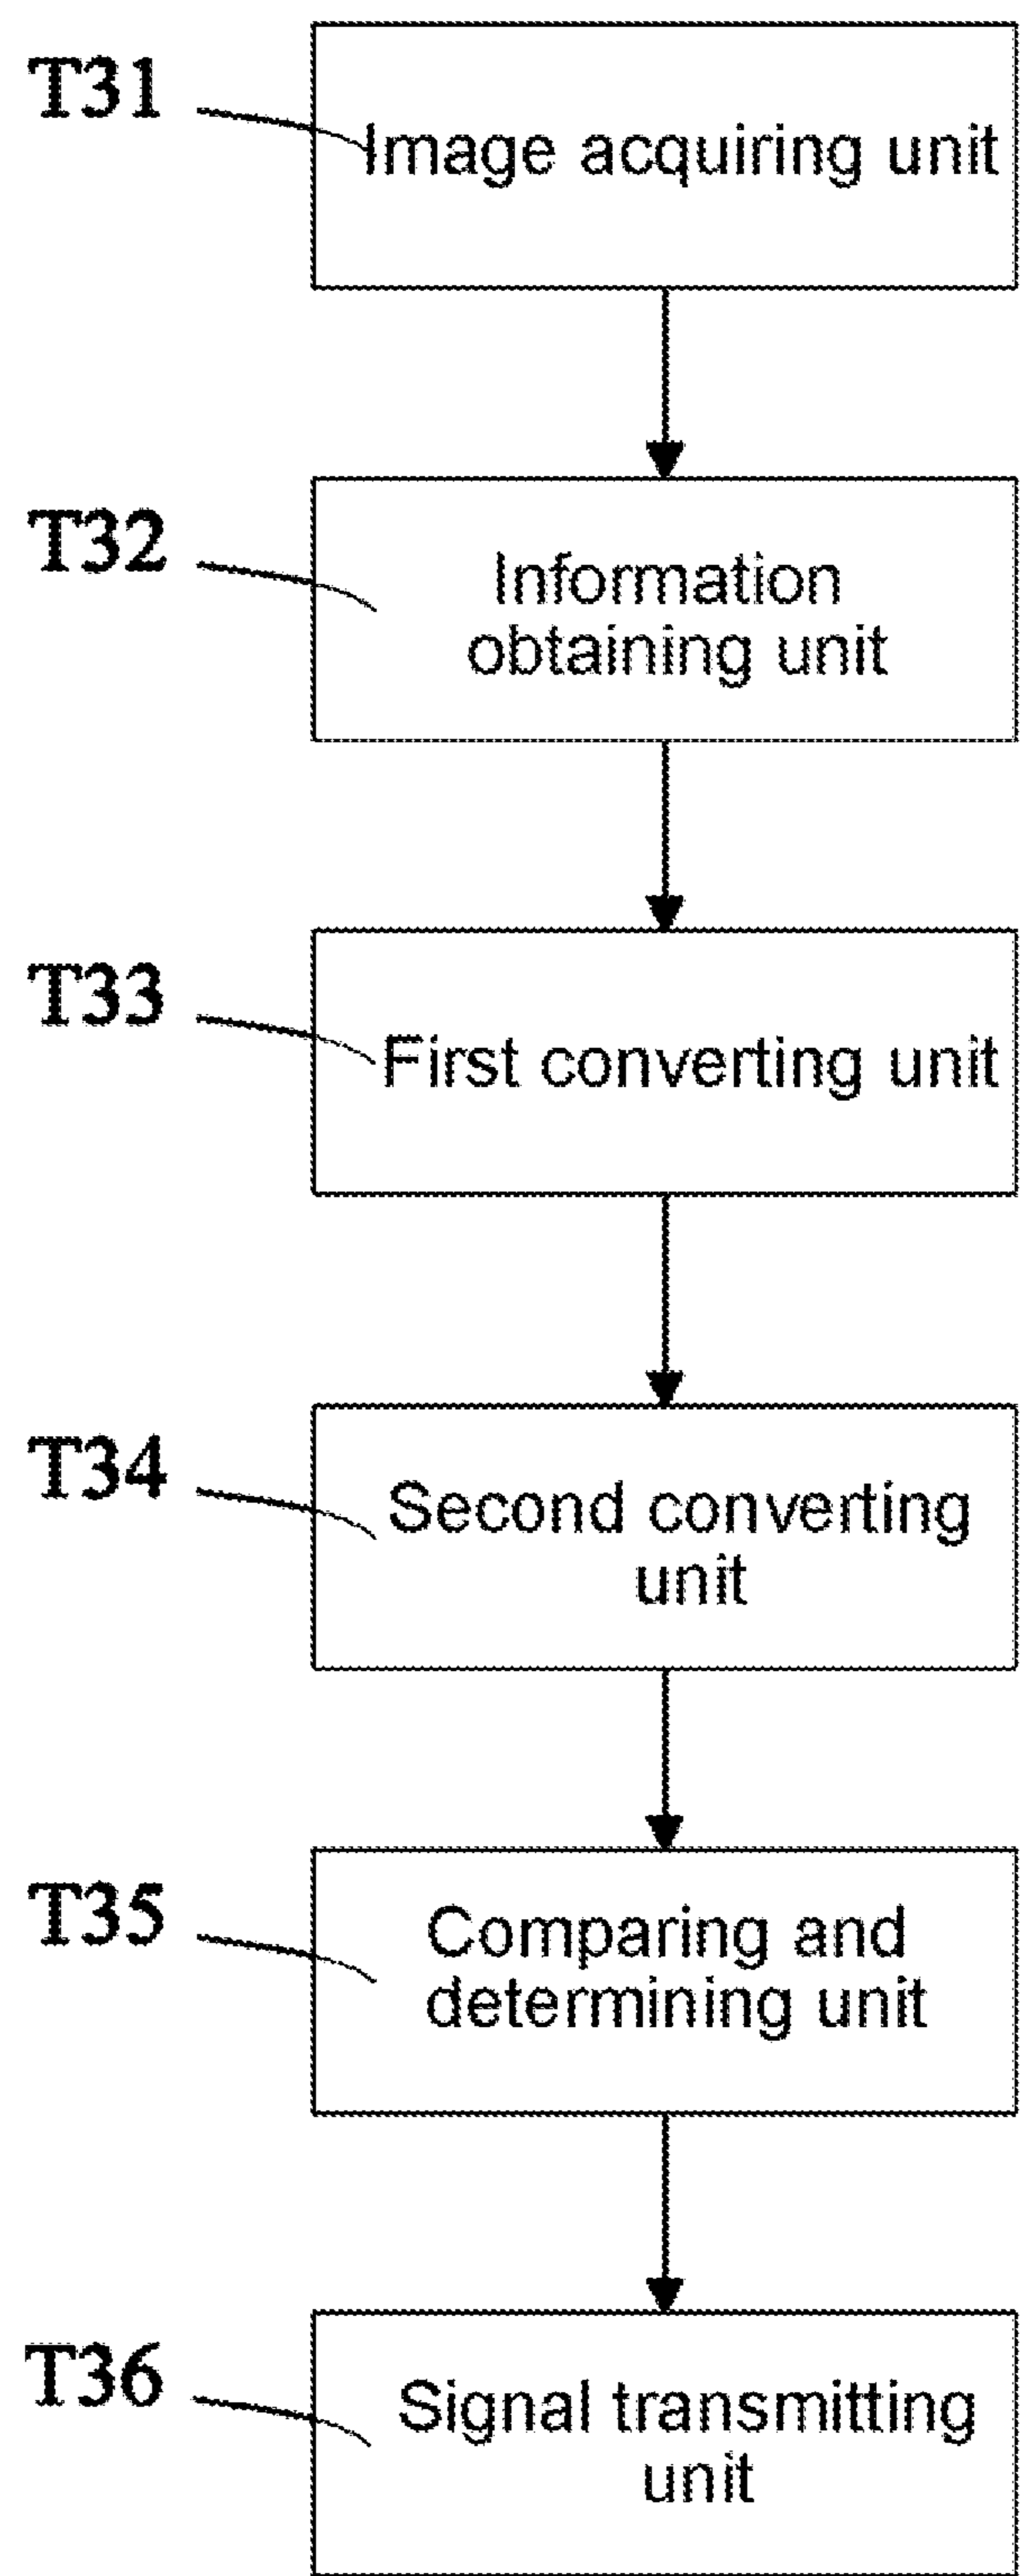 T31
Image acquiring unit
T32
Information
obtaining unit
T33
First converting unit
T34
Second converting
unit
T35
Comparing and
determining unit
T36
Signal transmitting
unit